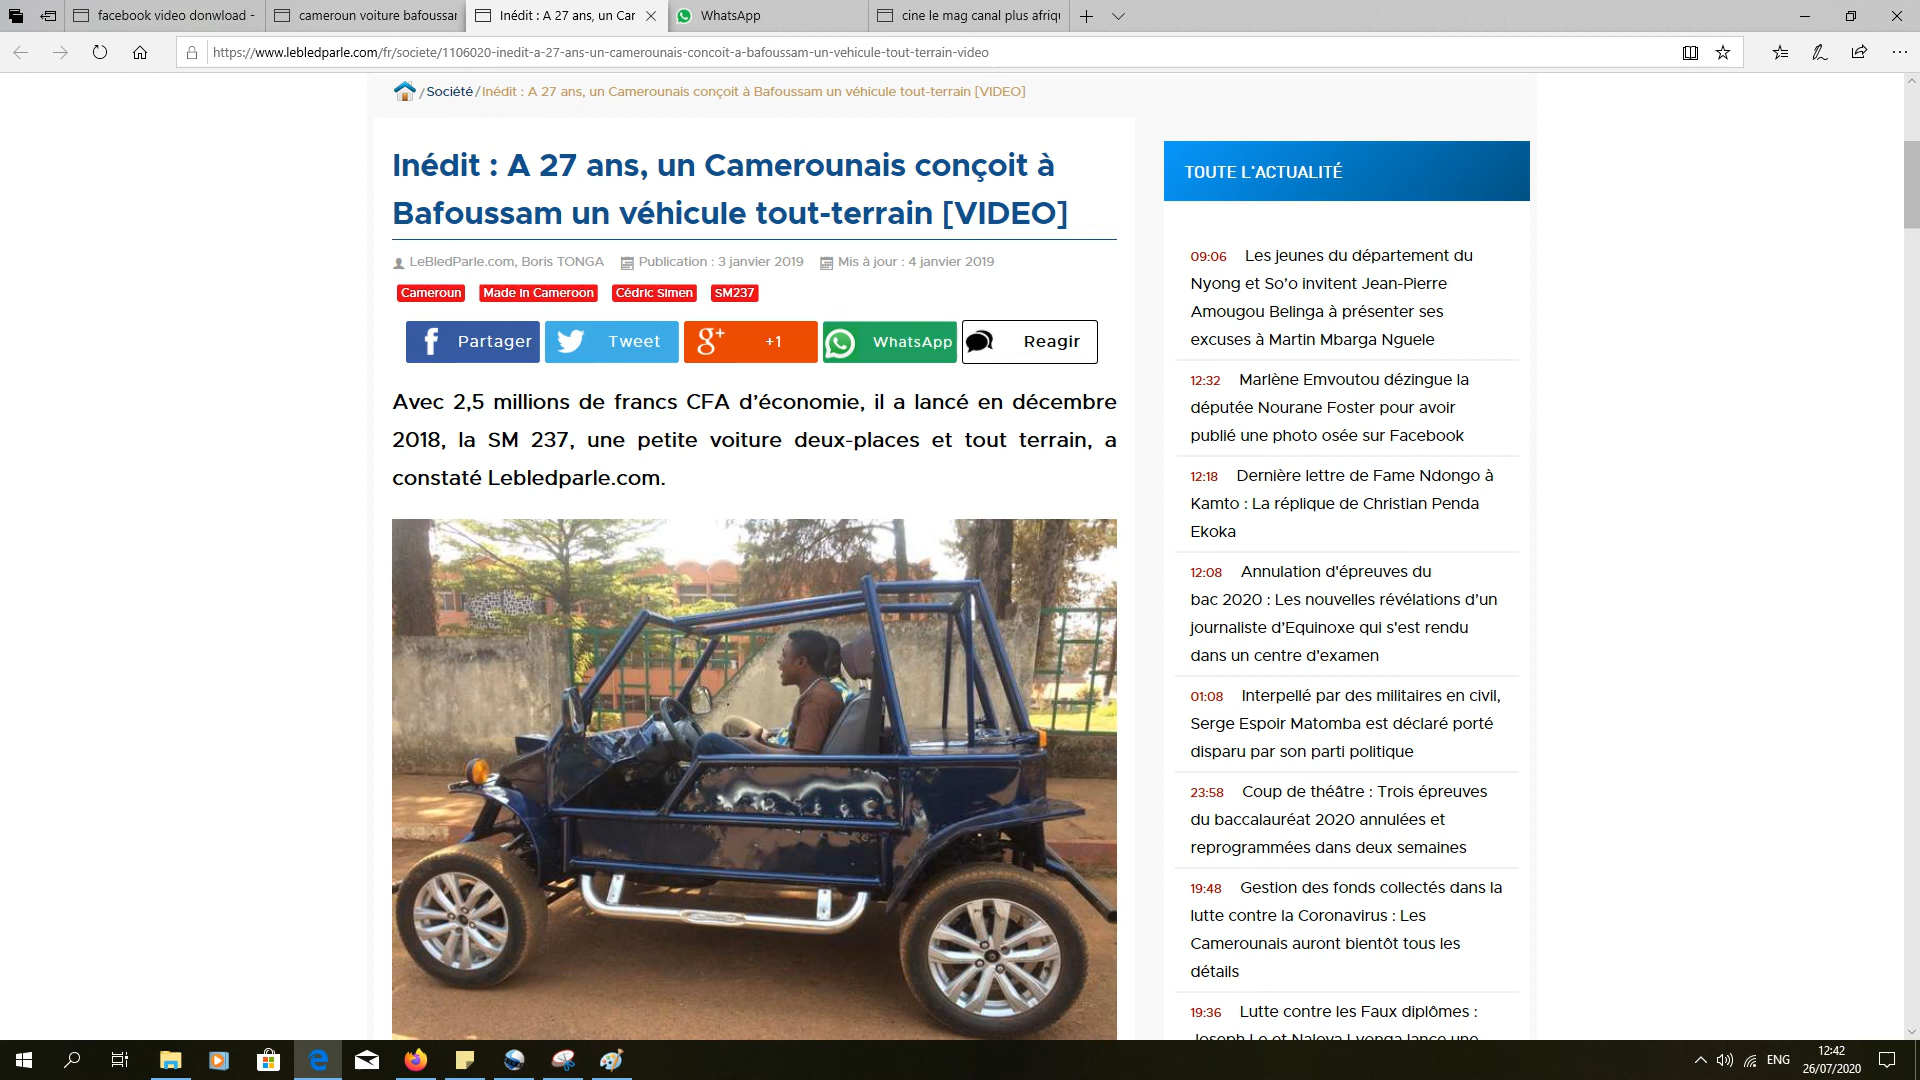 facebook video donwload -
cameroun voiture bafoussar
Inédit : A 27 ans, un Car
WhatsApp
cine le mag canal plus afriqu
https://www.lebledparle.com/fr/societe/1106020-inedit-a-27-ans-un-camerounais-concoit-a-bafoussam-un-vehicule-tout-terrain-video
/ Société / Inédit : A 27 ans, un Camerounais conçoit à Bafoussam un véhicule tout-terrain [VIDEO]
Inédit : A 27 ans, un Camerounais conçoit à
Bafoussam un véhicule tout-terrain [VIDEO]
LeBledParle.com, Boris TONGA Publication : 3 janvier 2019 Mis à jour : 4 janvier 2019
Cameroun Made in Cameroon Cédric Simen SM237
Partager Tweet g+ +1 WhatsApp Reagir
Avec 2,5 millions de francs CFA d’économie, il a lancé en décembre
2018, la SM 237, une petite voiture deux-places et tout terrain, a
constaté Lebledparle.com.
TOUTE L'ACTUALITÉ
09:06 Les jeunes du département du
Nyong et So’o invitent Jean-Pierre
Amougou Belinga à présenter ses
excuses à Martin Mbarga Nguele
12:32 Marlène Emvoutou dézingue la
députée Nourane Foster pour avoir
publié une photo osée sur Facebook
12:18 Dernière lettre de Fame Ndongo à
Kamto : La réplique de Christian Penda
Ekoka
12:08 Annulation d'épreuves du
bac 2020 : Les nouvelles révélations d’un
journaliste d’Equinoxe qui s'est rendu
dans un centre d'examen
01:08 Interpellé par des militaires en civil,
Serge Espoir Matomba est déclaré porté
disparu par son parti politique
23:58 Coup de théâtre : Trois épreuves
du baccalauréat 2020 annulées et
reprogrammées dans deux semaines
19:48 Gestion des fonds collectés dans la
lutte contre la Coronavirus : Les
Camerounais auront bientôt tous les
détails
19:36 Lutte contre les Faux diplômes :
ENG
12:42
26/07/2020